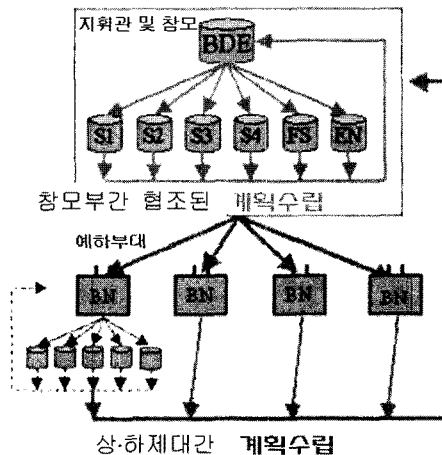 지휘관 및 참모
BDE
S1 S2 S3 S4 FS EN
참모부간 협조된 계획수립
예하부대
BN BN BN BN
상·하제대간 계획수립